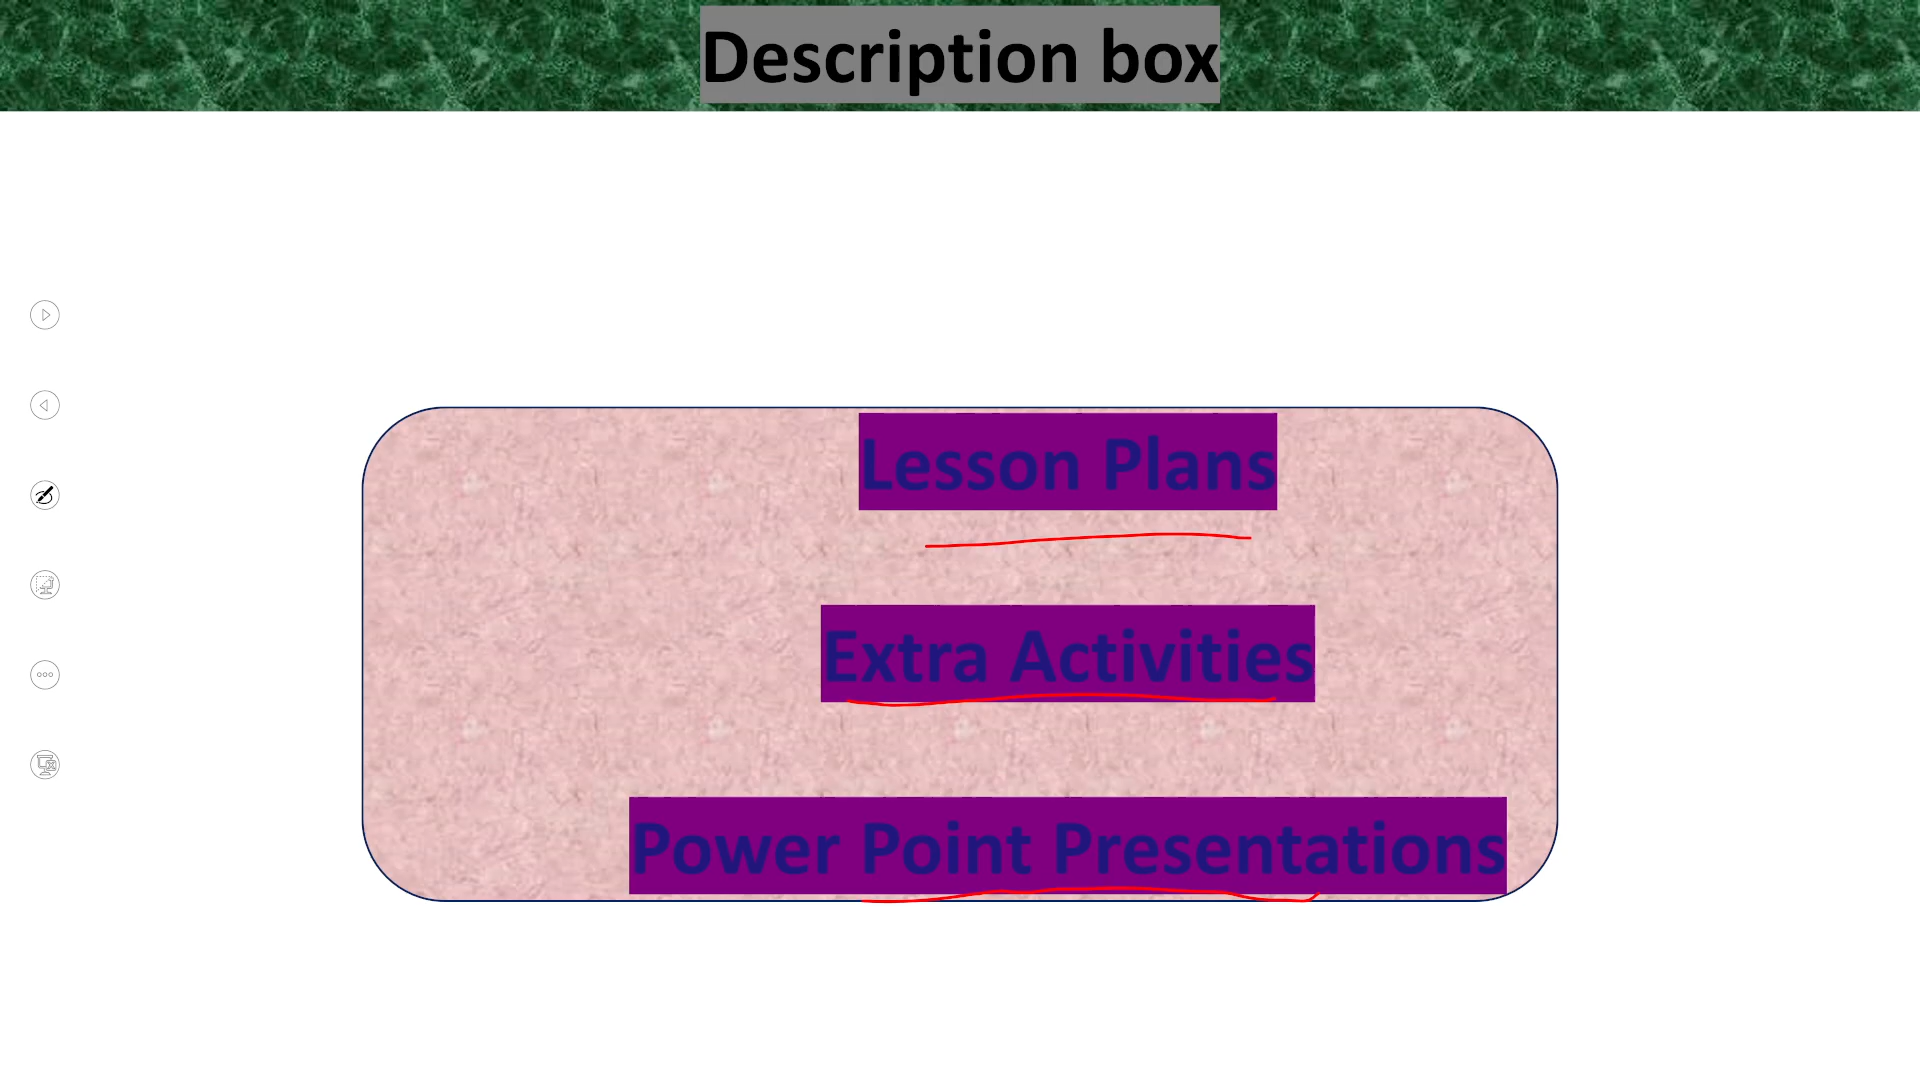 Description box
Lesson Plans
Extra Activities
Power Point Presentations